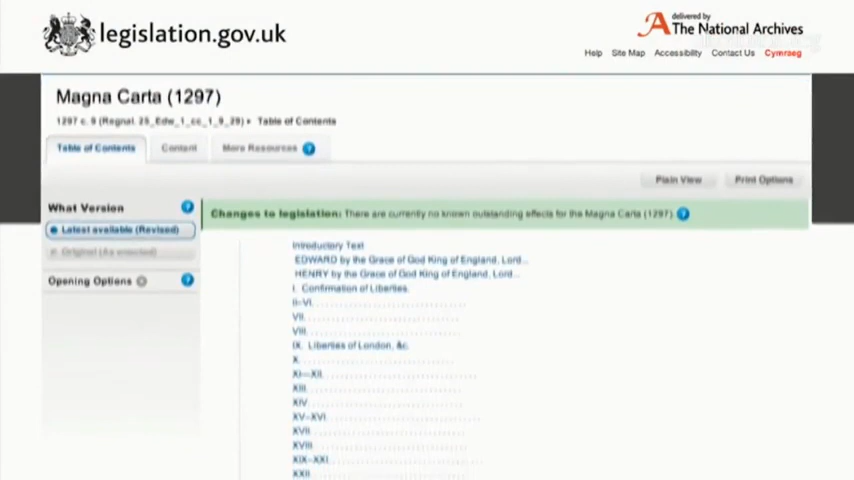 legislation.gov.uk
delivered by
The National Archives
Help Site Map Accessibility Contact Us Cymraeg
Magna Carta (1297)
1297 c. 9 (Regnal. 25_Edw_1_cc_1_9_29) ▸ Table of Contents
Table of Contents Content More Resources ?
Plain View Print Options
What Version ?
Changes to legislation: There are currently no known outstanding effects for the Magna Carta (1297). ?
Latest available (Revised)
Original (As enacted)
Opening Options ?
Introductory Text
EDWARD by the Grace of God King of England, Lord...
HENRY by the Grace of God King of England, Lord...
I. Confirmation of Liberties.
II–VI. . . . . . . . . . . . . . . . . . . . . . . . . . . . . .
VII. . . . . . . . . . . . . . . . . . . . . . . . . . . . . .
VIII. . . . . . . . . . . . . . . . . . . . . . . . . . . . . .
IX. Liberties of London, &c.
X. . . . . . . . . . . . . . . . . . . . . . . . . . . . . .
XI—XII. . . . . . . . . . . . . . . . . . . . . . . . . . . . . .
XIII. . . . . . . . . . . . . . . . . . . . . . . . . . . . . .
XIV. . . . . . . . . . . . . . . . . . . . . . . . . . . . . .
XV–XVI. . . . . . . . . . . . . . . . . . . . . . . . . . . . . .
XVII. . . . . . . . . . . . . . . . . . . . . . . . . . . . . .
XVIII. . . . . . . . . . . . . . . . . . . . . . . . . . . . . .
XIX–XXI. . . . . . . . . . . . . . . . . . . . . . . . . . . . . .
XXII. . . . . . . . . . . . . . . . . . . . . . . . . . . . . .